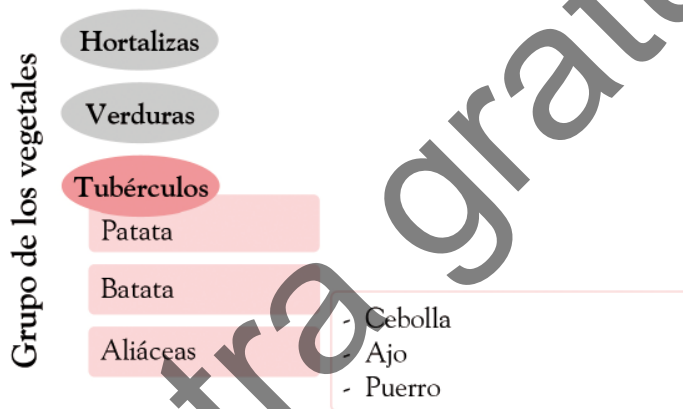 Grupo de los vegetales
Hortalizas
Verduras
Tubérculos
Patata
Batata
Aliáceas
- Cebolla
- Ajo
- Puerro